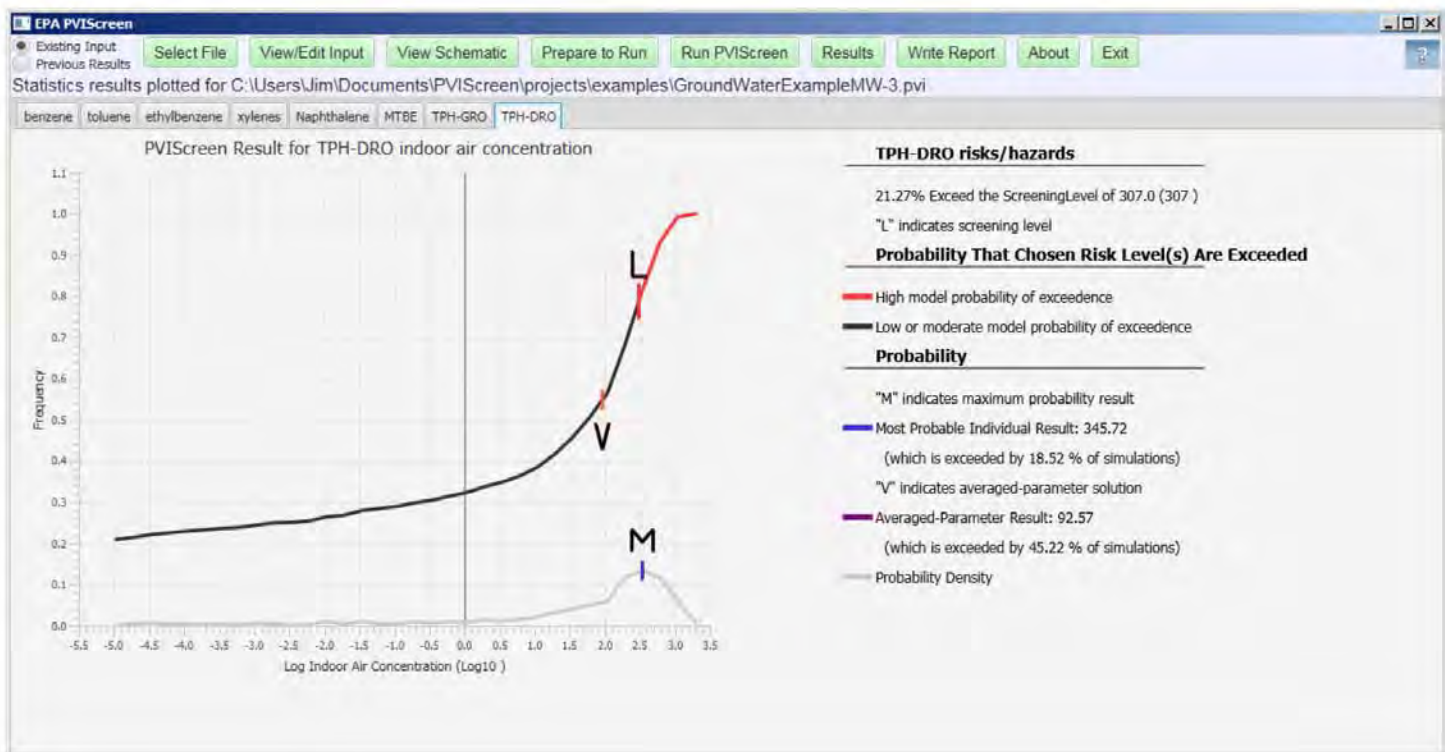 EPA PVIScreen
Existing Input
Previous Results
Select File View/Edit Input View Schematic Prepare to Run Run PVIScreen Results Write Report About Exit ?
Statistics results plotted for C:\Users\Jim\Documents\PVIScreen\projects\examples\GroundWaterExampleMW-3.pvi
benzene toluene ethylbenzene xylenes Naphthalene MTBE TPH-GRO TPH-DRO
PVIScreen Result for TPH-DRO indoor air concentration
1.1
1.0
0.9
0.8
0.7
0.6
0.5
0.4
0.3
0.2
0.1
0.0
Frequency
L
V
M
-5.5 -5.0 -4.5 -4.0 -3.5 -3.0 -2.5 -2.0 -1.5 -1.0 -0.5 0.0 0.5 1.0 1.5 2.0 2.5 3.0 3.5
Log Indoor Air Concentration (Log10 )
TPH-DRO risks/hazards
21.27% Exceed the ScreeningLevel of 307.0 (307 )
"L" indicates screening level
Probability That Chosen Risk Level(s) Are Exceeded
High model probability of exceedence
Low or moderate model probability of exceedence
Probability
"M" indicates maximum probability result
Most Probable Individual Result: 345.72
(which is exceeded by 18.52 % of simulations)
"V" indicates averaged-parameter solution
Averaged-Parameter Result: 92.57
(which is exceeded by 45.22 % of simulations)
Probability Density